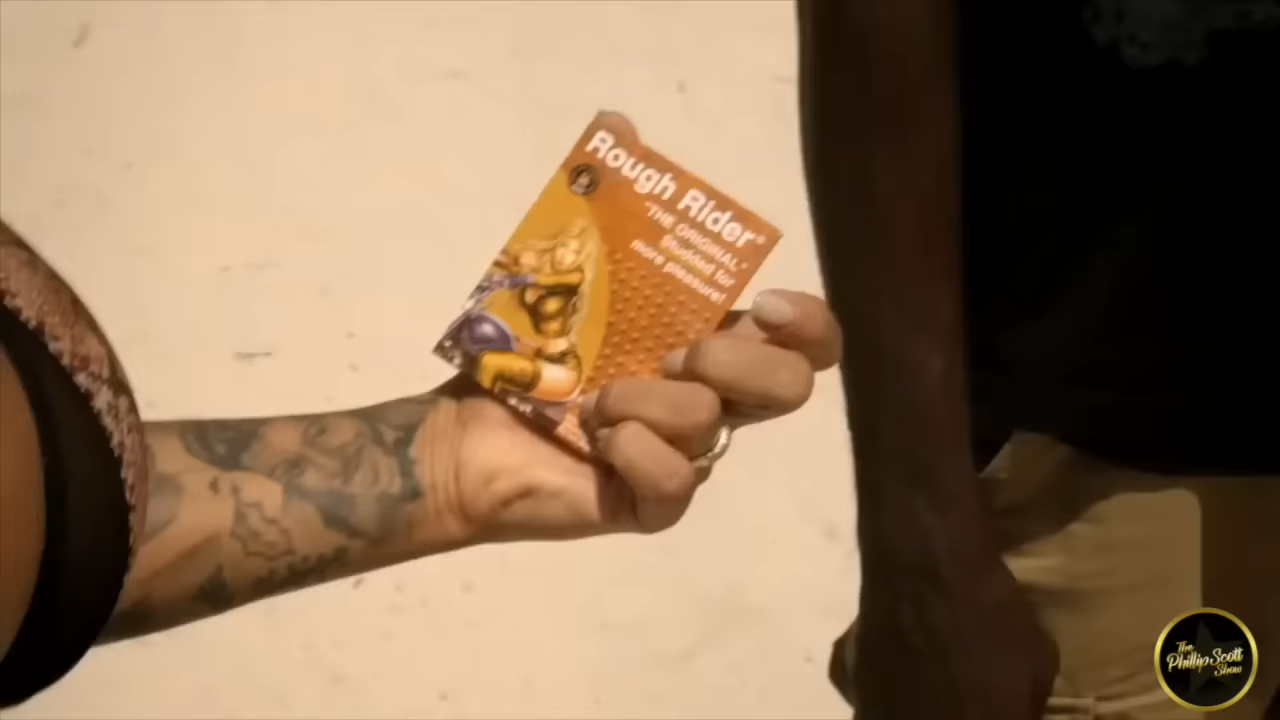 Rough Rider®
"THE ORIGINAL"
Studded for
more pleasure!
The
Phillip Scott
Show